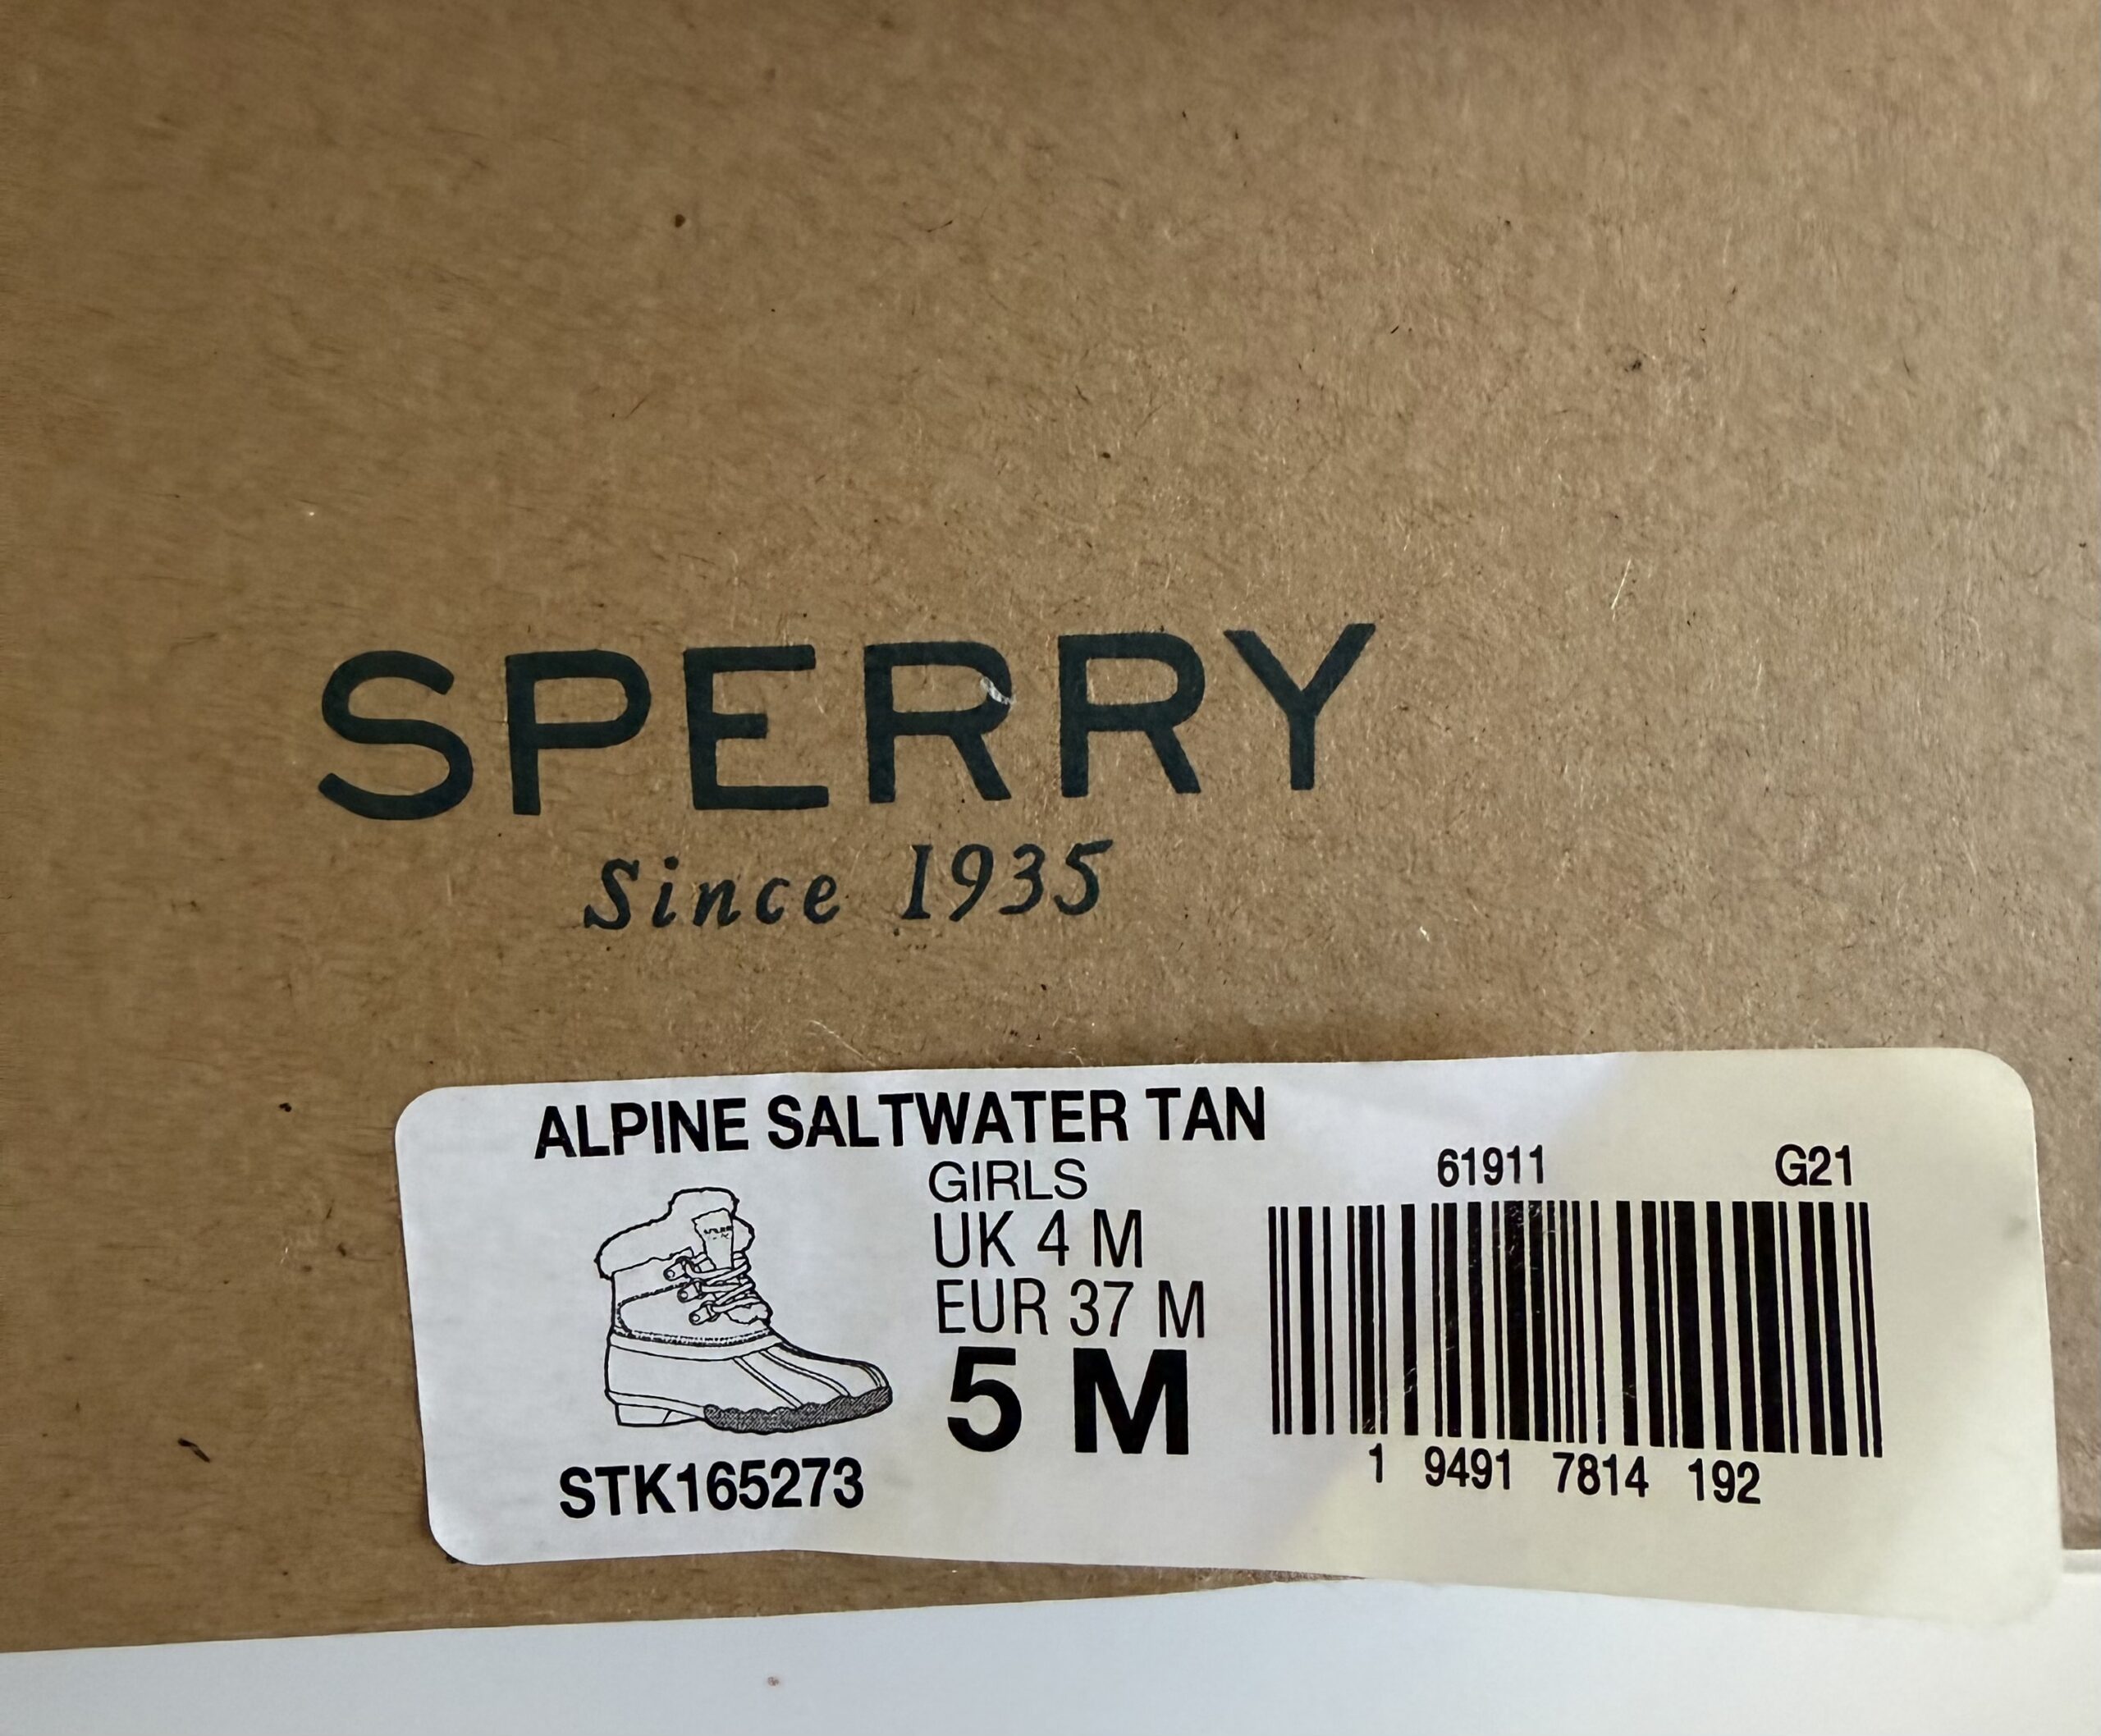 SPERRY
Since 1935
ALPINE SALTWATER TAN
GIRLS
UK 4 M
EUR 37 M
5 M
STK165273
61911 G21
1 9491 7814 192